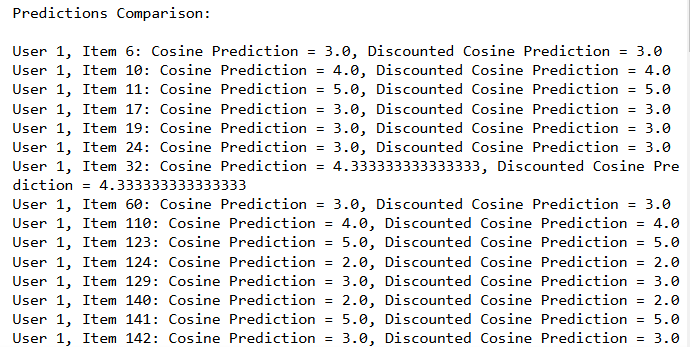 Predictions Comparison:
User 1, Item 6: Cosine Prediction = 3.0, Discounted Cosine Prediction = 3.0
User 1, Item 10: Cosine Prediction = 4.0, Discounted Cosine Prediction = 4.0
User 1, Item 11: Cosine Prediction = 5.0, Discounted Cosine Prediction = 5.0
User 1, Item 17: Cosine Prediction = 3.0, Discounted Cosine Prediction = 3.0
User 1, Item 19: Cosine Prediction = 3.0, Discounted Cosine Prediction = 3.0
User 1, Item 24: Cosine Prediction = 3.0, Discounted Cosine Prediction = 3.0
User 1, Item 32: Cosine Prediction = 4.333333333333333, Discounted Cosine Pre
diction = 4.333333333333333
User 1, Item 60: Cosine Prediction = 3.0, Discounted Cosine Prediction = 3.0
User 1, Item 110: Cosine Prediction = 4.0, Discounted Cosine Prediction = 4.0
User 1, Item 123: Cosine Prediction = 5.0, Discounted Cosine Prediction = 5.0
User 1, Item 124: Cosine Prediction = 2.0, Discounted Cosine Prediction = 2.0
User 1, Item 129: Cosine Prediction = 3.0, Discounted Cosine Prediction = 3.0
User 1, Item 140: Cosine Prediction = 2.0, Discounted Cosine Prediction = 2.0
User 1, Item 141: Cosine Prediction = 5.0, Discounted Cosine Prediction = 5.0
User 1, Item 142: Cosine Prediction = 3.0, Discounted Cosine Prediction = 3.0